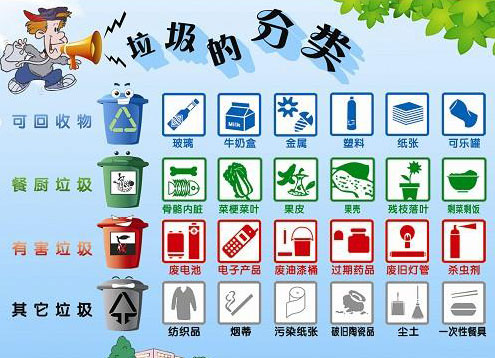 垃圾的分类
可回收物
玻璃 牛奶盒 金属 塑料 纸张 可乐罐
餐厨垃圾
骨骼内脏 菜梗菜叶 果皮 果壳 残枝落叶 剩菜剩饭
有害垃圾
废电池 电子产品 废油漆桶 过期药品 废旧灯管 杀虫剂
其它垃圾
纺织品 烟蒂 污染纸张 破旧陶瓷品 尘土 一次性餐具
Milk